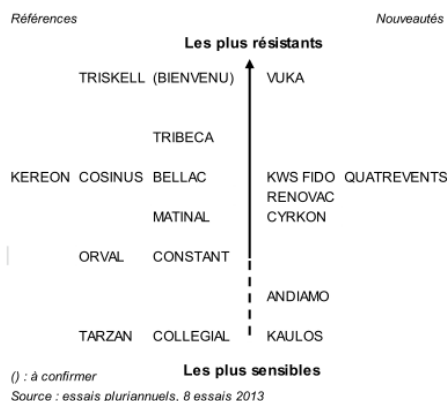 Références Nouveautés
Les plus résistants
TRISKELL (BIENVENU) VUKA
TRIBECA
KEREON COSINUS BELLAC KWS FIDO QUATREVENTS
RENOVAC
MATINAL CYRKON
ORVAL CONSTANT
ANDIAMO
TARZAN COLLEGIAL KAULOS
Les plus sensibles
() : à confirmer
Source : essais pluriannuels, 8 essais 2013